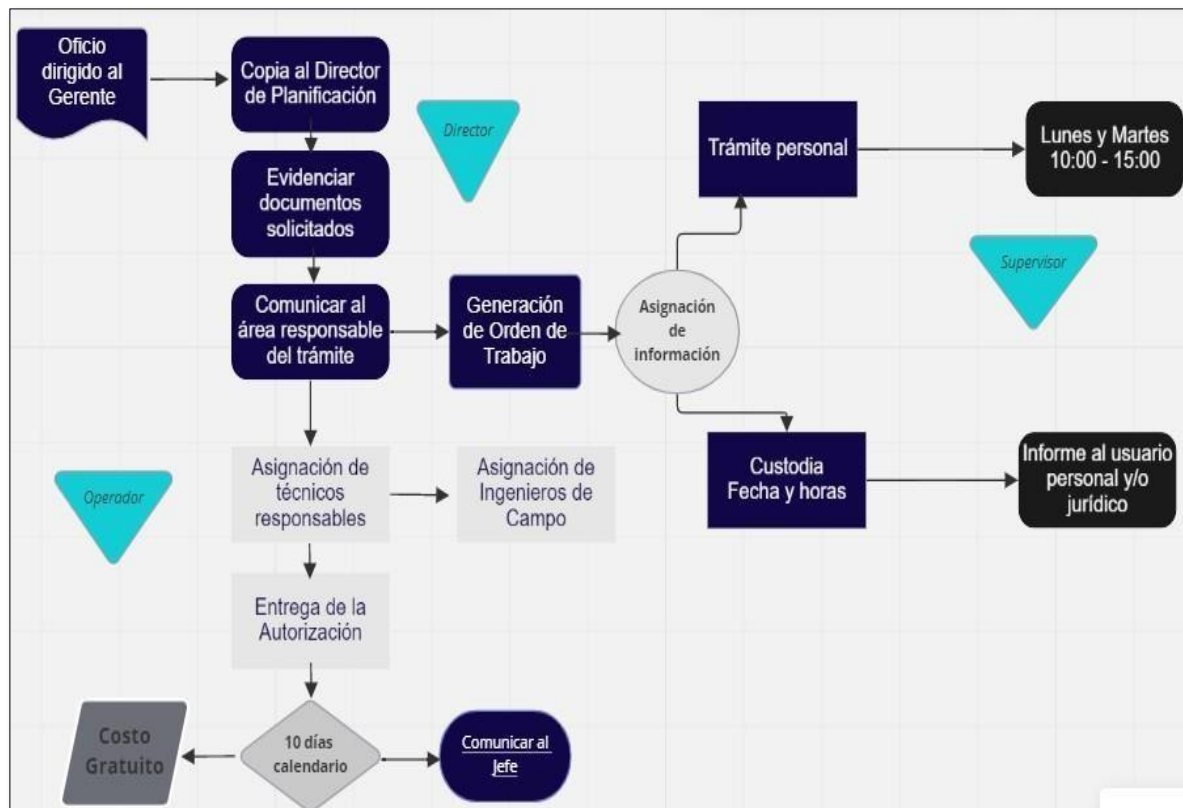 Oficio
dirigido al
Gerente
Copia al Director
de Planificación
Director
Trámite personal
Lunes y Martes
10:00 - 15:00
Evidenciar
documentos
solicitados
Supervisor
Comunicar al
área responsable
del trámite
Generación
de Orden de
Trabajo
Asignación
de
información
Asignación de
técnicos
responsables
Asignación de
Ingenieros de
Campo
Custodia
Fecha y horas
Informe al usuario
personal y/o
jurídico
Operador
Entrega de la
Autorización
Costo
Gratuito
10 días
calendario
Comunicar al
Jefe